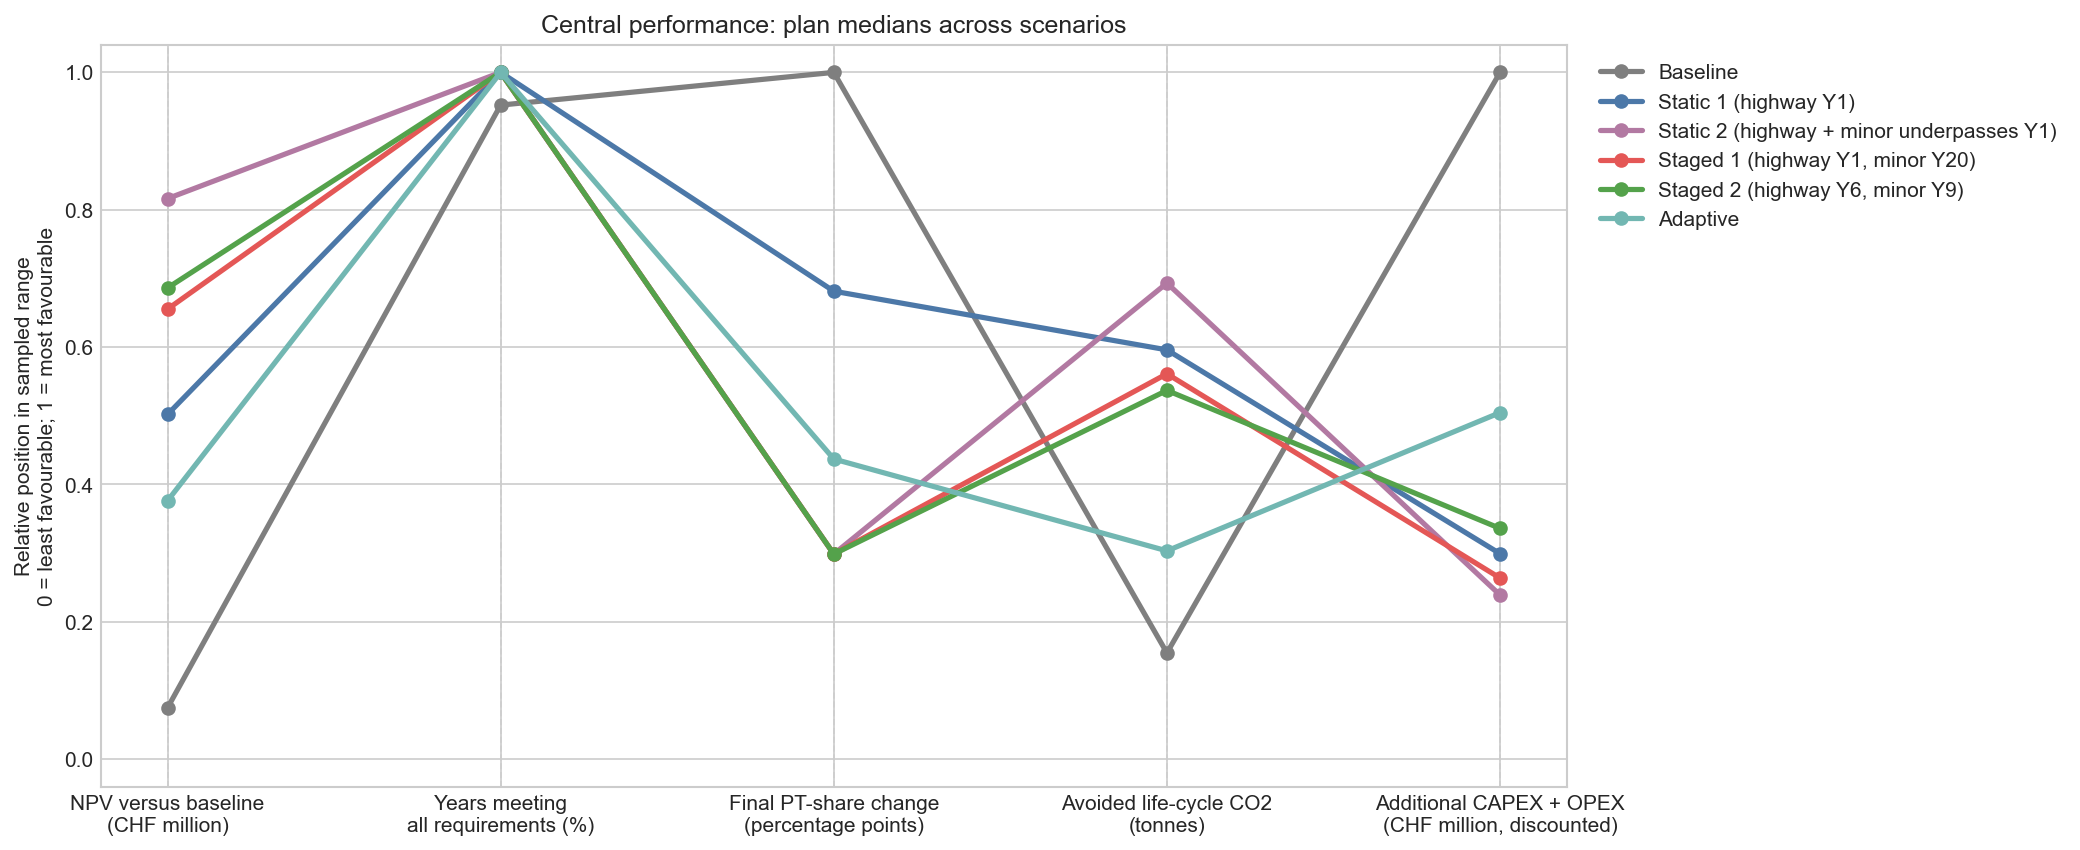 Central performance: plan medians across scenarios
Relative position in sampled range
0 = least favourable; 1 = most favourable
1.0
0.8
0.6
0.4
0.2
0.0
NPV versus baseline
(CHF million)
Years meeting
all requirements (%)
Final PT-share change
(percentage points)
Avoided life-cycle CO2
(tonnes)
Additional CAPEX + OPEX
(CHF million, discounted)
Baseline
Static 1 (highway Y1)
Static 2 (highway + minor underpasses Y1)
Staged 1 (highway Y1, minor Y20)
Staged 2 (highway Y6, minor Y9)
Adaptive